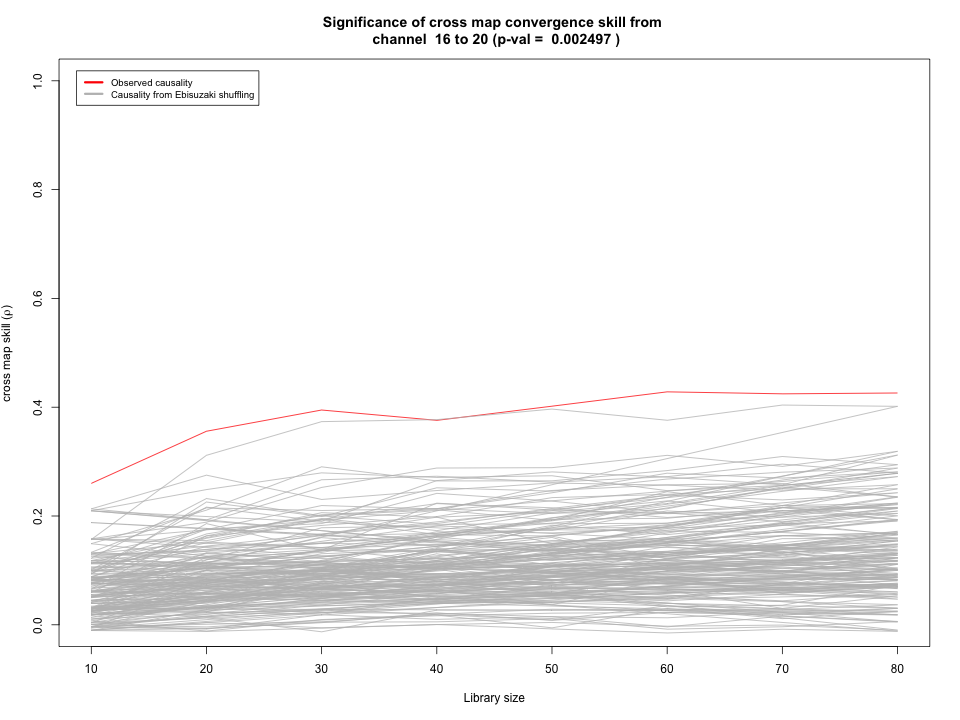 Significance of cross map convergence skill from
channel  16 to 20 (p-val =  0.002497 )
Observed causality
Causality from Ebisuzaki shuffling
cross map skill (ρ)
1.0
0.8
0.6
0.4
0.2
0.0
10 20 30 40 50 60 70 80
Library size